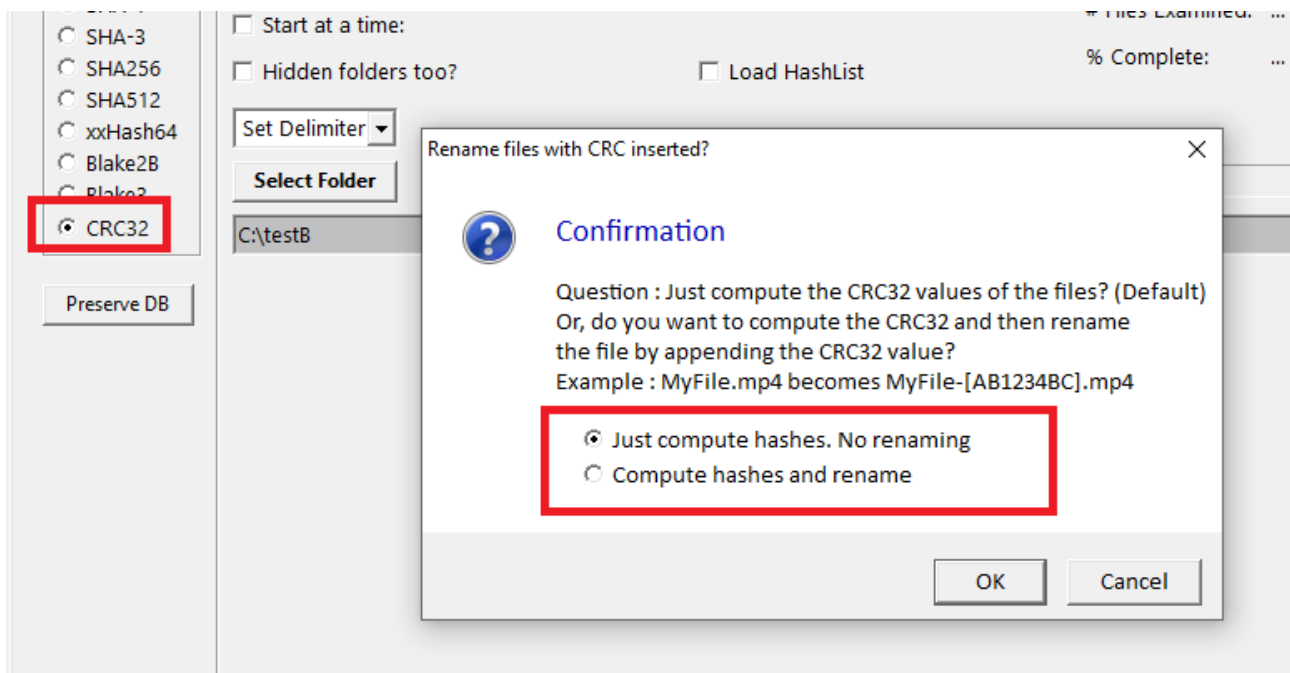 SHA-3
SHA256
SHA512
xxHash64
Blake2B
Blake3
CRC32
Preserve DB
Start at a time:
Hidden folders too?
Load HashList
# Files Examined: ...
% Complete: ...
Set Delimiter
Select Folder
C:\testB
Rename files with CRC inserted?
Confirmation
Question : Just compute the CRC32 values of the files? (Default)
Or, do you want to compute the CRC32 and then rename
the file by appending the CRC32 value?
Example : MyFile.mp4 becomes MyFile-[AB1234BC].mp4
Just compute hashes. No renaming
Compute hashes and rename
OK
Cancel